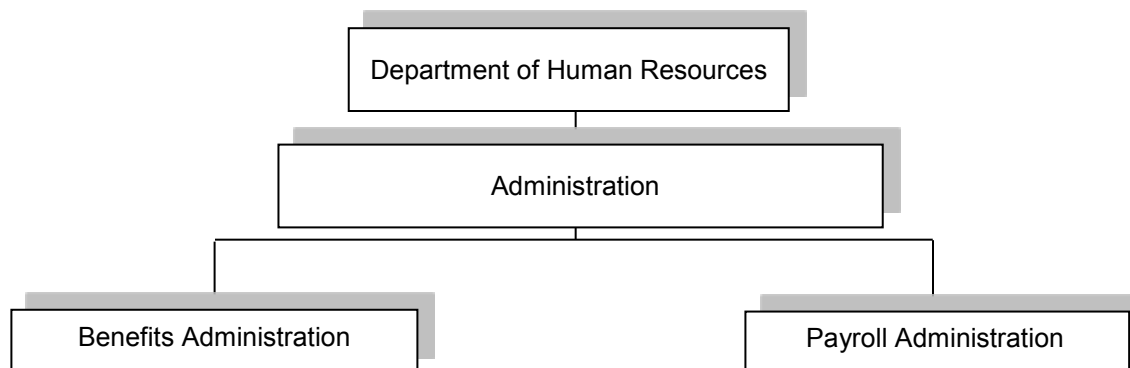 Department of Human Resources
Administration
Benefits Administration
Payroll Administration